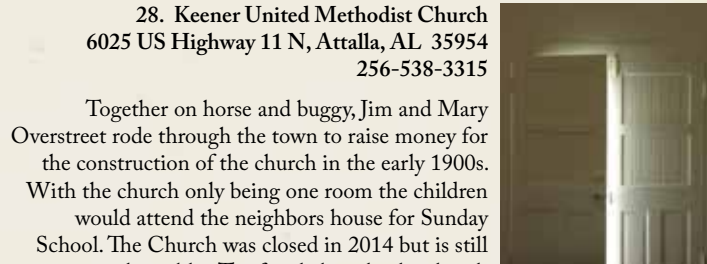 28. Keener United Methodist Church
6025 US Highway 11 N, Attalla, AL 35954
256-538-3315
Together on horse and buggy, Jim and Mary
Overstreet rode through the town to raise money for
the construction of the church in the early 1900s.
With the church only being one room the children
would attend the neighbors house for Sunday
School. The Church was closed in 2014 but is still